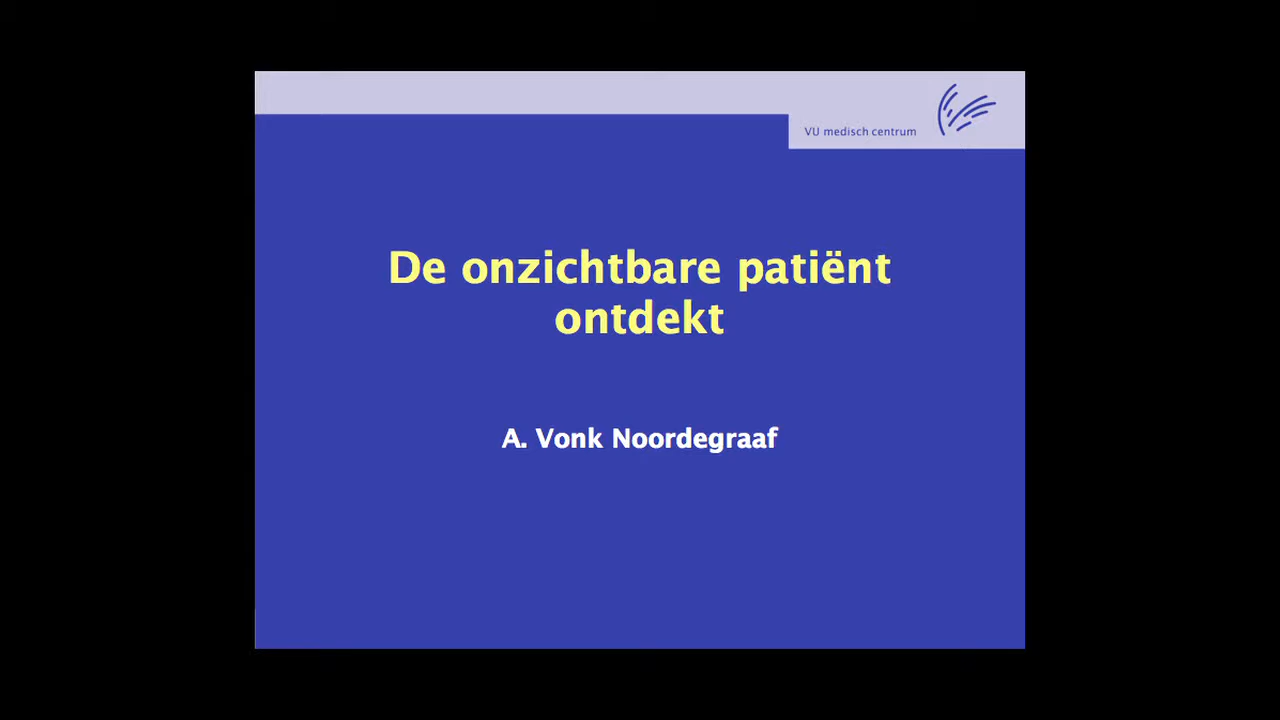 VU medisch centrum
De onzichtbare patiënt
ontdekt
A. Vonk Noordegraaf